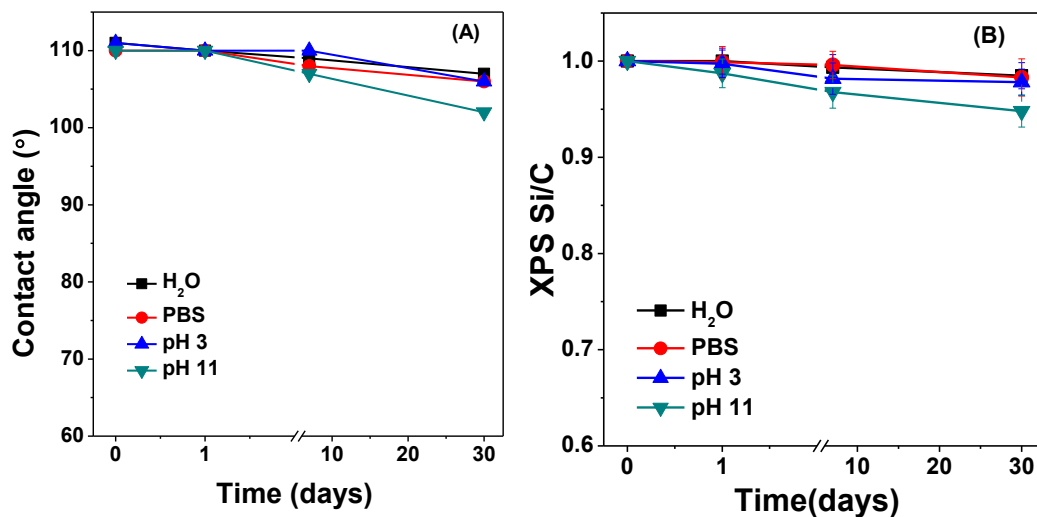 (A)
Contact angle (°)
110
100
90
80
70
60
H₂O
PBS
pH 3
pH 11
0 1 10 20 30
Time (days)
(B)
XPS Si/C
1.0
0.9
0.8
0.7
0.6
H₂O
PBS
pH 3
pH 11
0 1 10 20 30
Time(days)